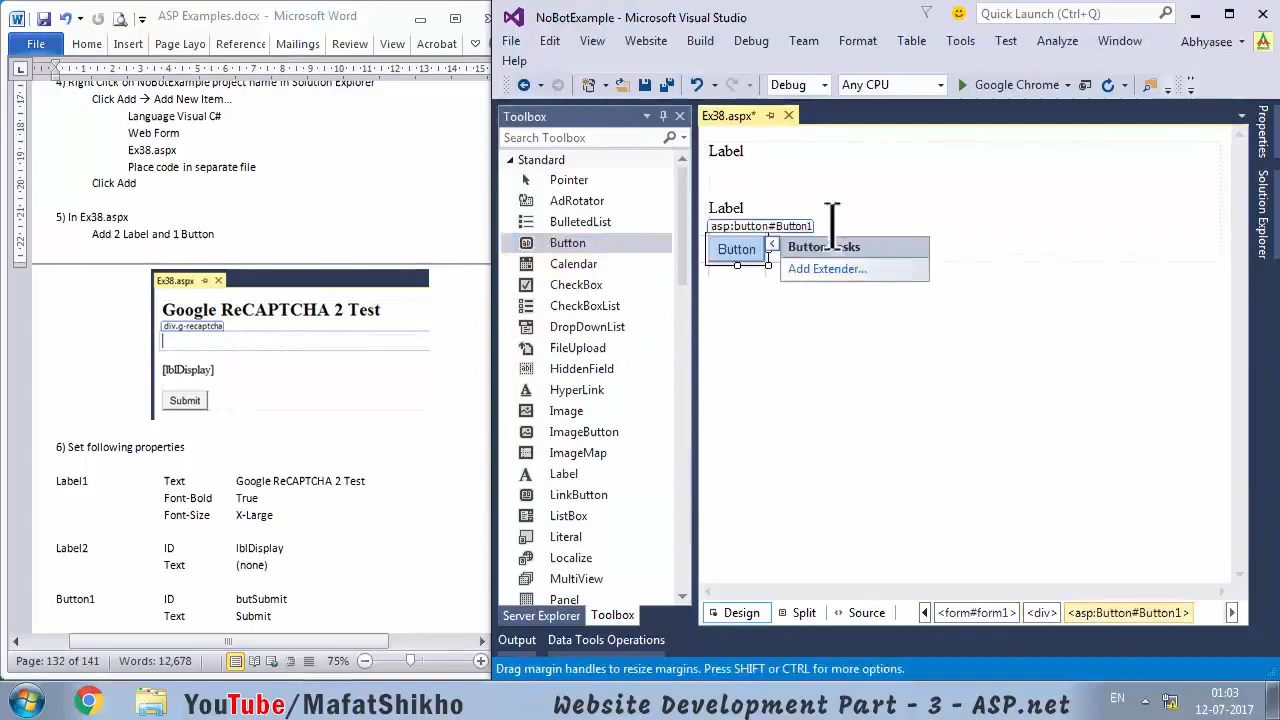 ASP Examples.docx - Microsoft Word
File Home Insert Page Layo Reference Mailings Review View Acrobat
4) Right Click on NoBotExample project name in Solution Explorer
Click Add → Add New Item...
Language Visual C#
Web Form
Ex38.aspx
Place code in separate file
Click Add
5) In Ex38.aspx
Add 2 Label and 1 Button
Ex38.aspx
Google ReCAPTCHA 2 Test
div.g-recaptcha
[lblDisplay]
Submit
6) Set following properties
Label1 Text Google ReCAPTCHA 2 Test
Font-Bold True
Font-Size X-Large
Label2 ID lblDisplay
Text (none)
Button1 ID butSubmit
Text Submit
Page: 132 of 141 Words: 12,678 75%
NoBotExample - Microsoft Visual Studio
Quick Launch (Ctrl+Q)
File Edit View Website Build Debug Team Format Table Tools Test Analyze Window
Abhyasee
Help
Debug Any CPU Google Chrome
Toolbox
Search Toolbox
Standard
Pointer
AdRotator
BulletedList
Button
Calendar
CheckBox
CheckBoxList
DropDownList
FileUpload
HiddenField
HyperLink
Image
ImageButton
ImageMap
Label
LinkButton
ListBox
Literal
Localize
MultiView
Panel
Server Explorer Toolbox
Ex38.aspx*
Label
Label
asp:button#Button1
Button
Add Extender...
Design Split Source <form#form1> <div> <asp:Button#Button1>
Properties
Solution Explorer
Output Data Tools Operations
Drag margin handles to resize margins. Press SHIFT or CTRL for more options.
YouTube/MafatShikho
Website Development Part - 3 - ASP.net
EN
01:03
12-07-2017